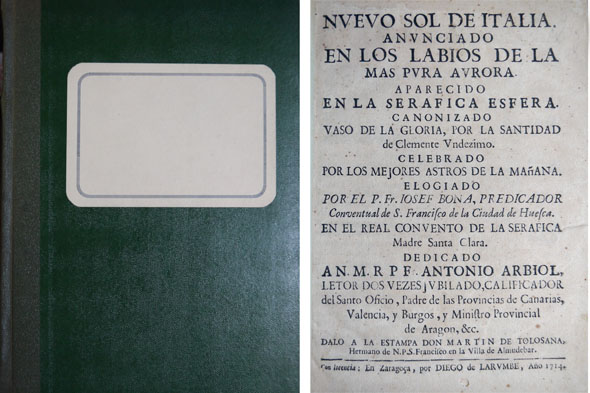 NVEVO SOL DE ITALIA.
ANVNCIADO
EN LOS LABIOS DE LA
MAS PVRA AVRORA.
APARECIDO
EN LA SERAFICA ESFERA.
CANONIZADO
VASO DE LA GLORIA, POR LA SANTIDAD
de Clemente Vndezimo.
CELEBRADO
POR LOS MEJORES ASTROS DE LA MAñANA.
ELOGIADO
POR EL P. Fr. IOSEF BONA, PREDICADOR
Conventual de S. Francisco de la Ciudad de Huesca.
EN EL REAL CONVENTO DE LA SERAFICA
Madre Santa Clara.
DEDICADO
A N. M. R. P. F. ANTONIO ARBIOL,
LETOR DOS VEZES JVBILADO, CALIFICADOR
del Santo Oficio, Padre de las Provincias de Canarias,
Valencia, y Burgos, y Ministro Provincial
de Aragon, &c.
DALO A LA ESTAMPA DON MARTIN DE TOLOSANA,
Hermano de N.P.S. Francisco en la Villa de Almudebar.
Con licencia: En Zaragoça, por DIEGO de LARVMBE, Año 1714.